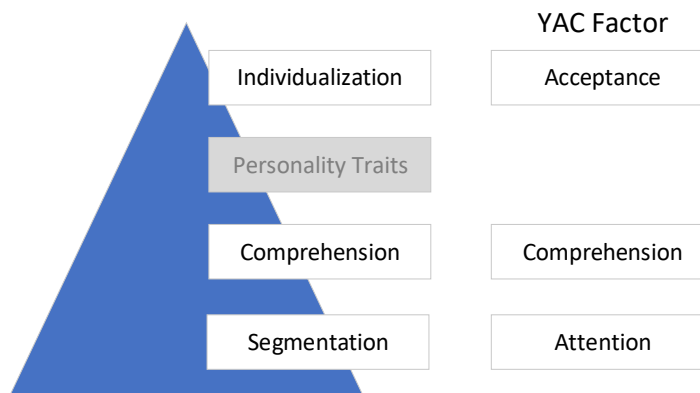 YAC Factor
Individualization
Acceptance
Personality Traits
Comprehension
Comprehension
Segmentation
Attention